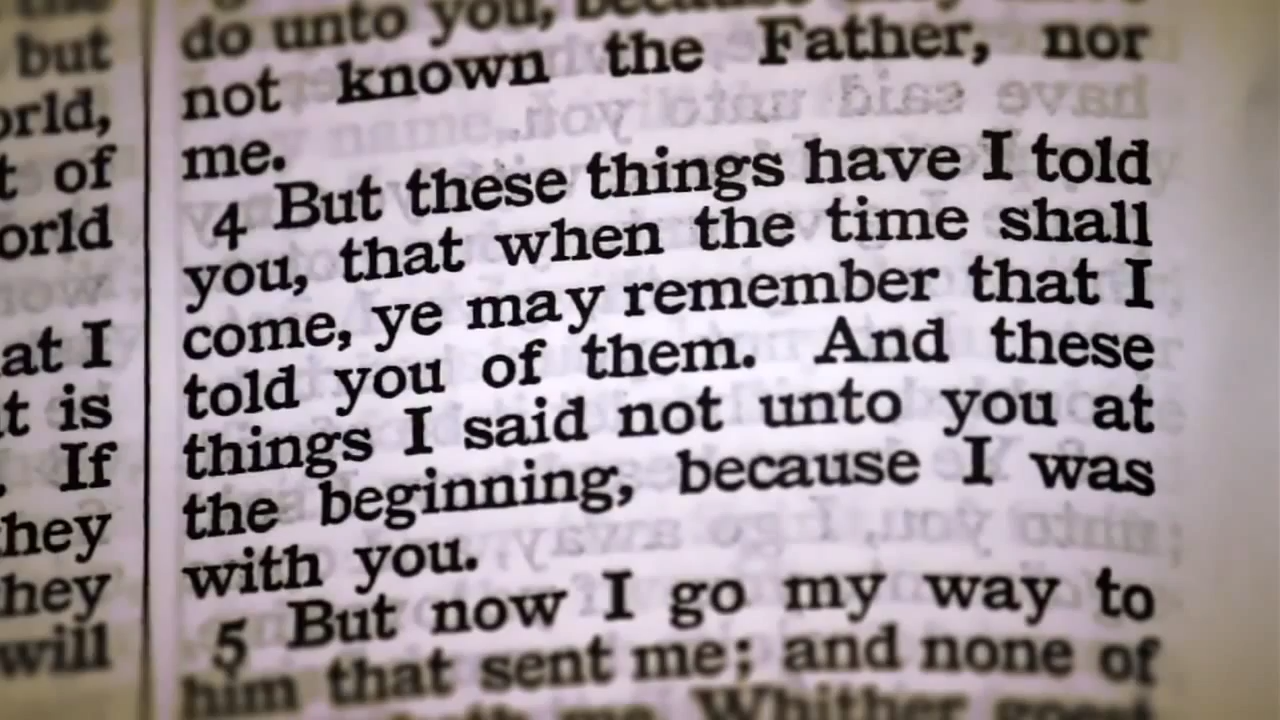 but
orld,
t of
orld
at I
t is
. If
hey
hey
will
do unto you, because
not known the Father, nor
me.
4 But these things have I told
you, that when the time shall
come, ye may remember that I
told you of them. And these
things I said not unto you at
the beginning, because I was
with you.
5 But now I go my way to
him that sent me; and none of
me, Whither goest